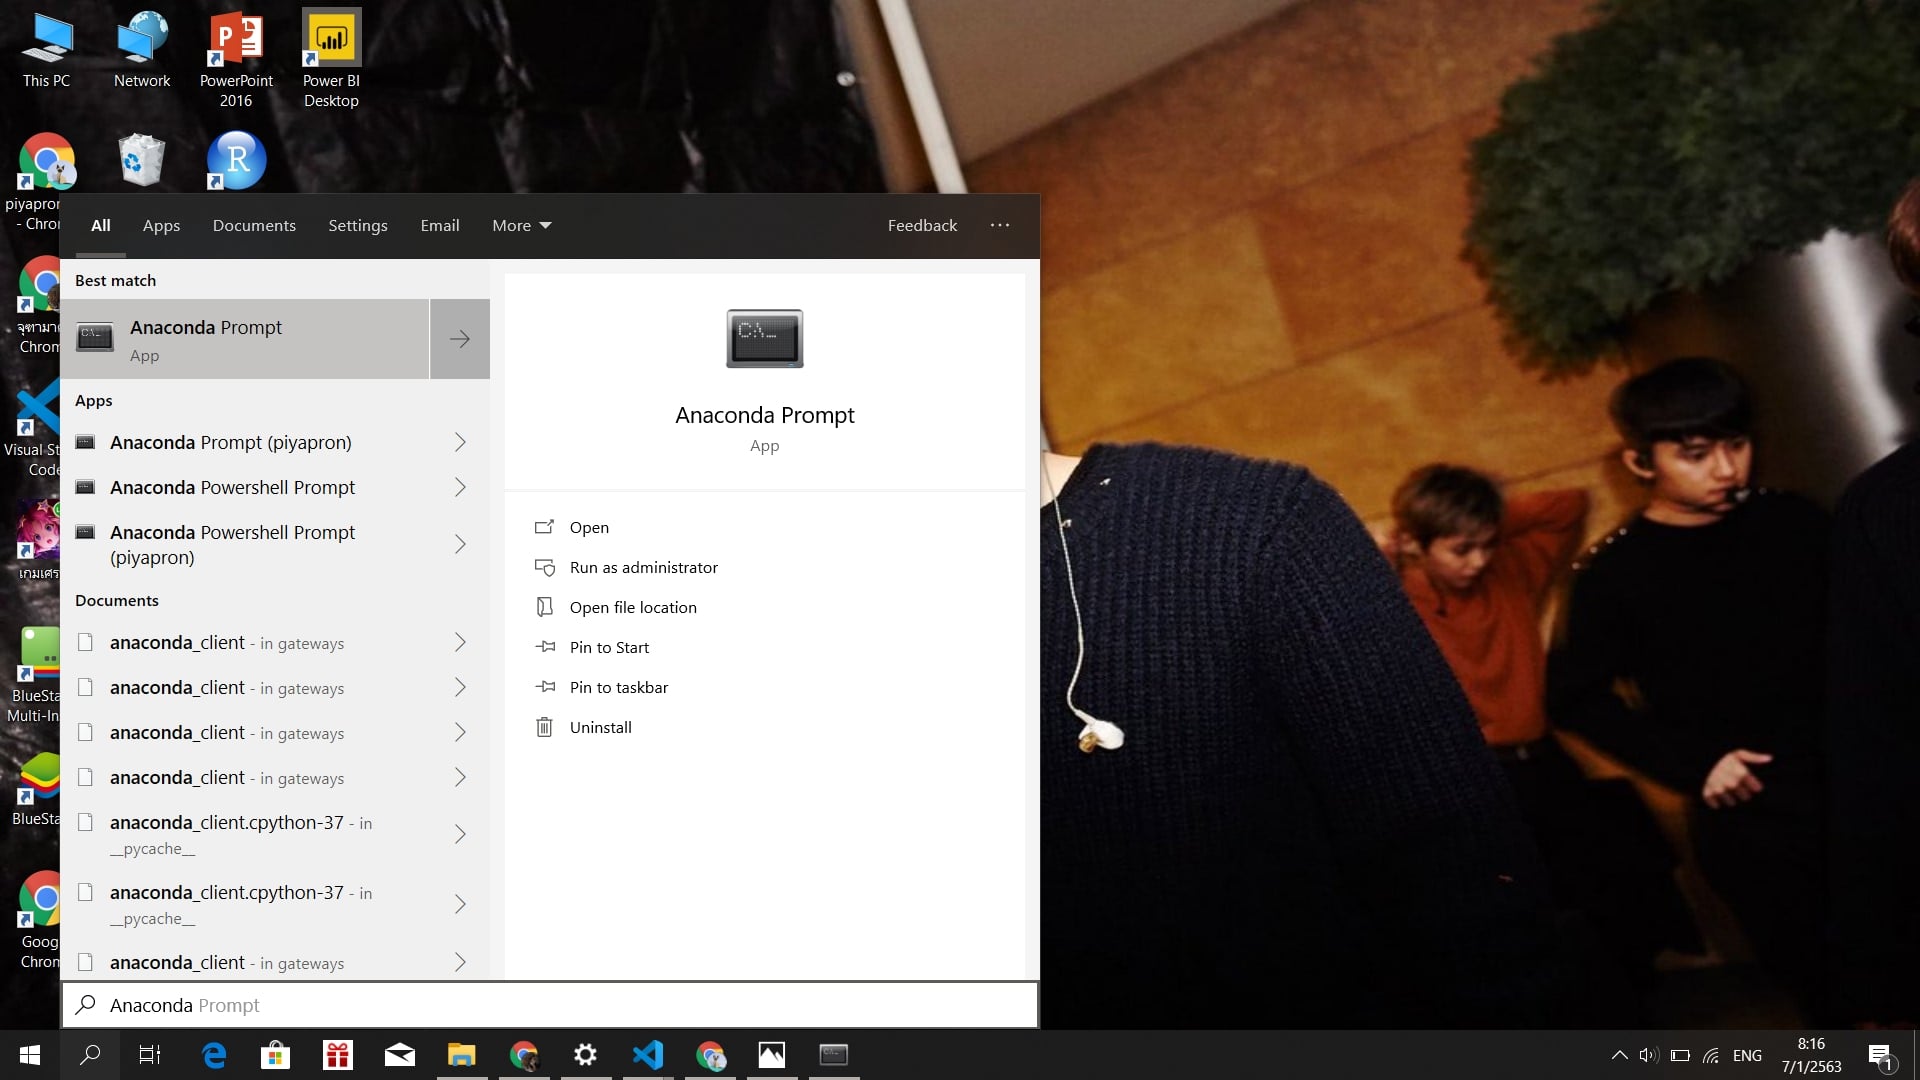 This PC
Network
PowerPoint
2016
Power BI
Desktop
piyapron
- Chro
จุฑามา
Chrom
Visual St
Code
เกมเศร
BlueSta
Multi-In
BlueSta
Goog
Chrom
All
Apps
Documents
Settings
Email
More
Feedback
Best match
Anaconda Prompt
App
Apps
Anaconda Prompt (piyapron)
Anaconda Powershell Prompt
Anaconda Powershell Prompt
(piyapron)
Documents
anaconda_client - in gateways
anaconda_client - in gateways
anaconda_client - in gateways
anaconda_client - in gateways
anaconda_client.cpython-37 - in
__pycache__
anaconda_client.cpython-37 - in
__pycache__
anaconda_client - in gateways
Anaconda Prompt
App
Open
Run as administrator
Open file location
Pin to Start
Pin to taskbar
Uninstall
Anaconda Prompt
ENG
8:16
7/1/2563
1